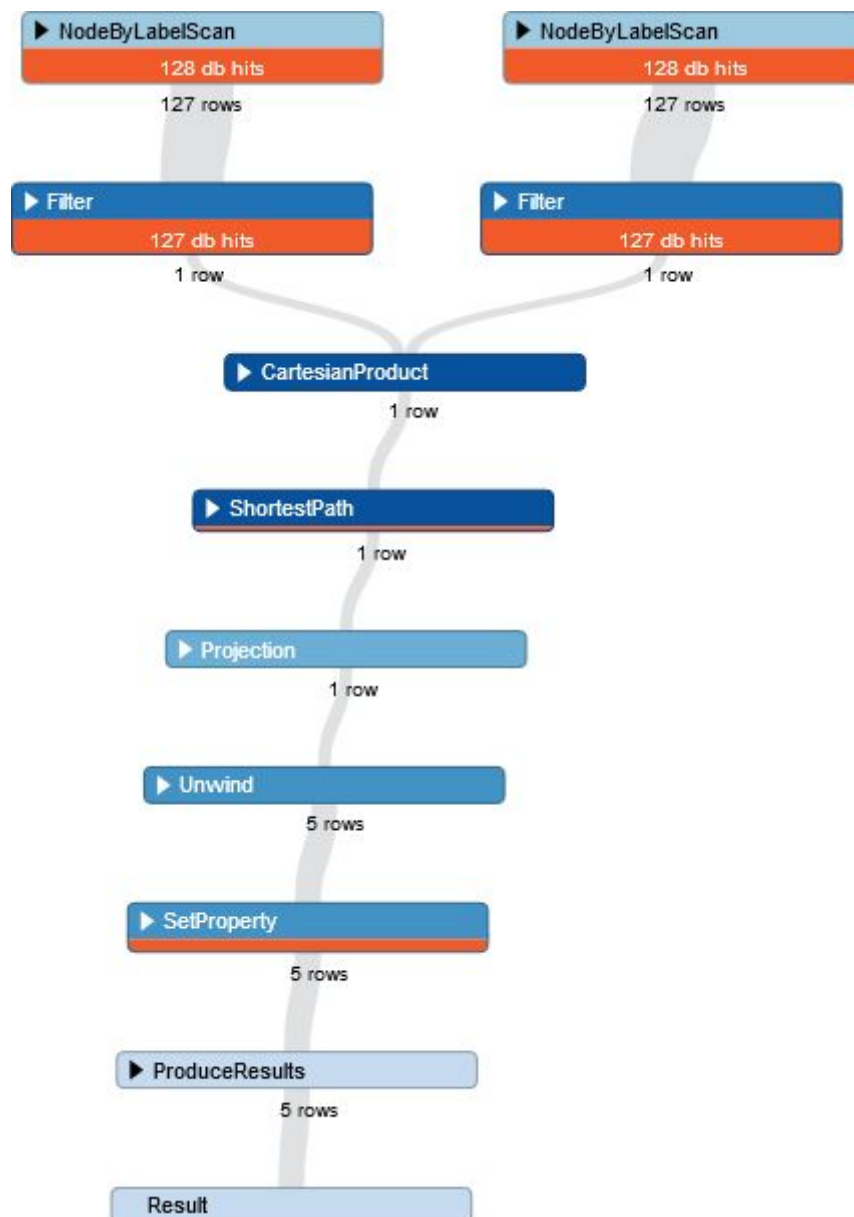 NodeByLabelScan
128 db hits
127 rows
NodeByLabelScan
128 db hits
127 rows
Filter
127 db hits
1 row
Filter
127 db hits
1 row
CartesianProduct
1 row
ShortestPath
1 row
Projection
1 row
Unwind
5 rows
SetProperty
5 rows
ProduceResults
5 rows
Result